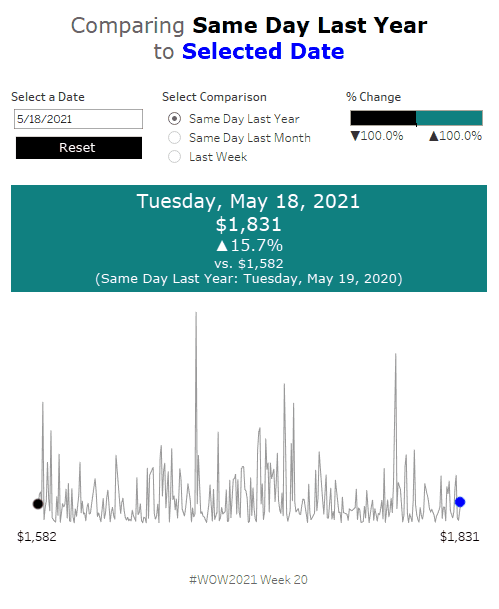 Comparing Same Day Last Year
to Selected Date
Select a Date
Select Comparison
% Change
5/18/2021
Reset
Same Day Last Year
Same Day Last Month
Last Week
▼100.0%
▲100.0%
Tuesday, May 18, 2021
$1,831
▲15.7%
vs. $1,582
(Same Day Last Year: Tuesday, May 19, 2020)
$1,582
$1,831
#WOW2021 Week 20